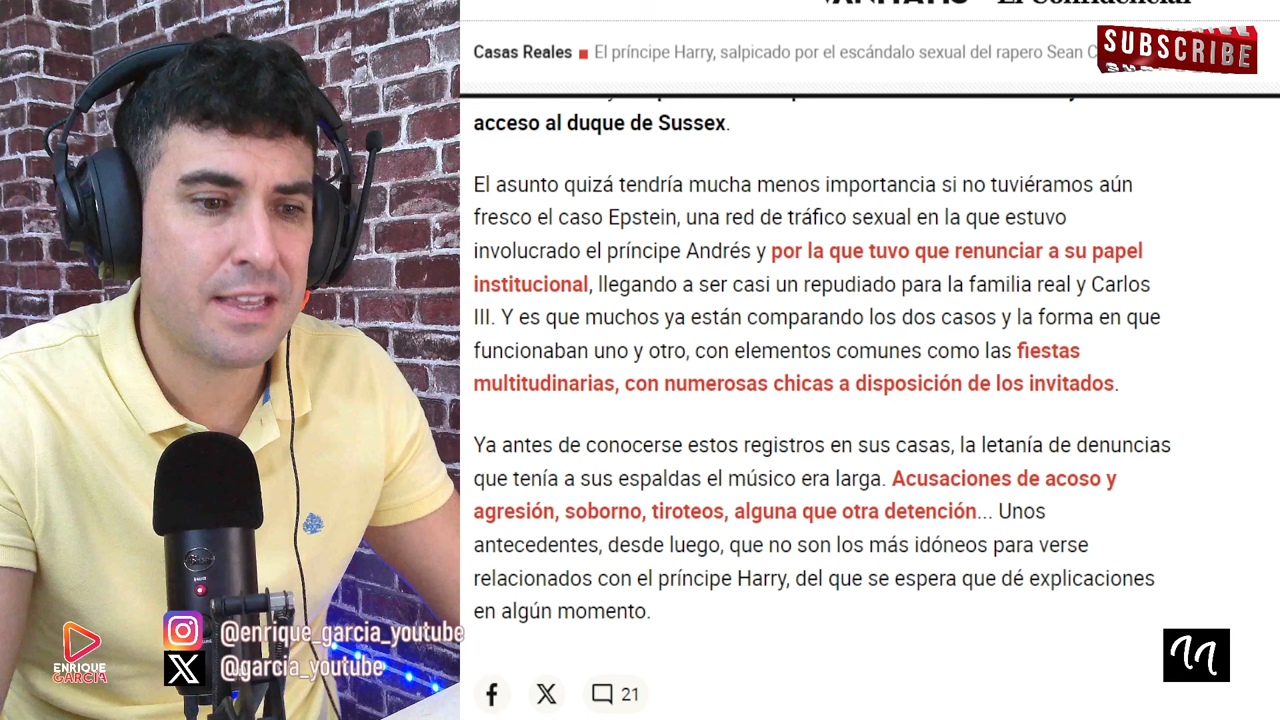 Casas Reales El príncipe Harry, salpicado por el escándalo sexual del rapero Sean
SUBSCRIBE
acceso al duque de Sussex.
El asunto quizá tendría mucha menos importancia si no tuviéramos aún
fresco el caso Epstein, una red de tráfico sexual en la que estuvo
involucrado el príncipe Andrés y por la que tuvo que renunciar a su papel
institucional, llegando a ser casi un repudiado para la familia real y Carlos
III. Y es que muchos ya están comparando los dos casos y la forma en que
funcionaban uno y otro, con elementos comunes como las fiestas
multitudinarias, con numerosas chicas a disposición de los invitados.
Ya antes de conocerse estos registros en sus casas, la letanía de denuncias
que tenía a sus espaldas el músico era larga. Acusaciones de acoso y
agresión, soborno, tiroteos, alguna que otra detención... Unos
antecedentes, desde luego, que no son los más idóneos para verse
relacionados con el príncipe Harry, del que se espera que dé explicaciones
en algún momento.
21
@enrique_garcia_youtube
@garcia_youtube
ENRIQUE
GARCIA